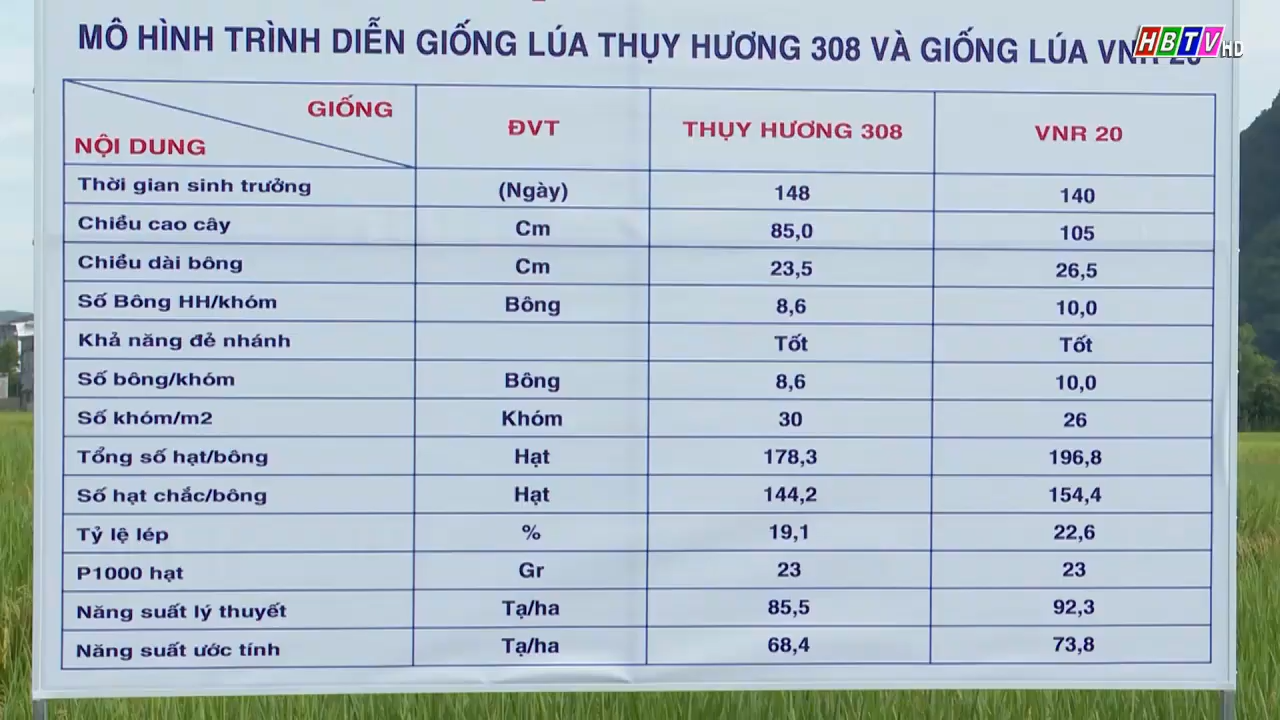 MÔ HÌNH TRÌNH DIỄN GIỐNG LÚA THỤY HƯƠNG 308 VÀ GIỐNG LÚA VNR 20
HBTV HD
GIỐNG
NỘI DUNG
ĐVT
THỤY HƯƠNG 308
VNR 20
Thời gian sinh trưởng (Ngày) 148 140
Chiều cao cây Cm 85,0 105
Chiều dài bông Cm 23,5 26,5
Số Bông HH/khóm Bông 8,6 10,0
Khả năng đẻ nhánh Tốt Tốt
Số bông/khóm Bông 8,6 10,0
Số khóm/m2 Khóm 30 26
Tổng số hạt/bông Hạt 178,3 196,8
Số hạt chắc/bông Hạt 144,2 154,4
Tỷ lệ lép % 19,1 22,6
P1000 hạt Gr 23 23
Năng suất lý thuyết Tạ/ha 85,5 92,3
Năng suất ước tính Tạ/ha 68,4 73,8